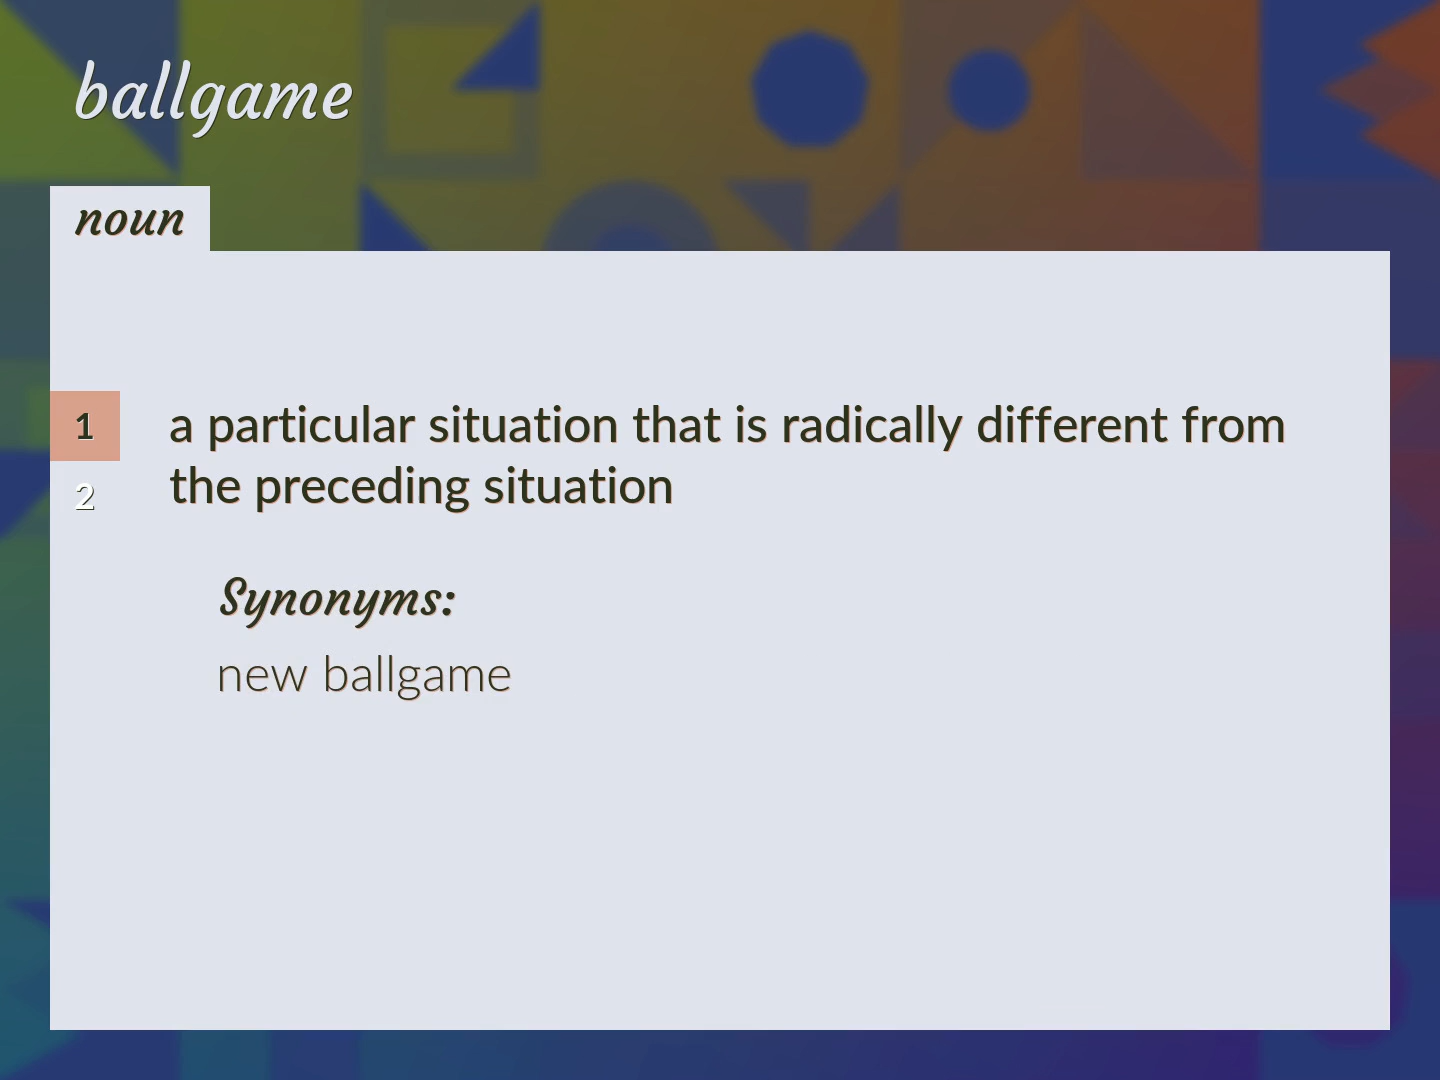 ballgame
noun
1
a particular situation that is radically different from
the preceding situation
2
Synonyms:
new ballgame